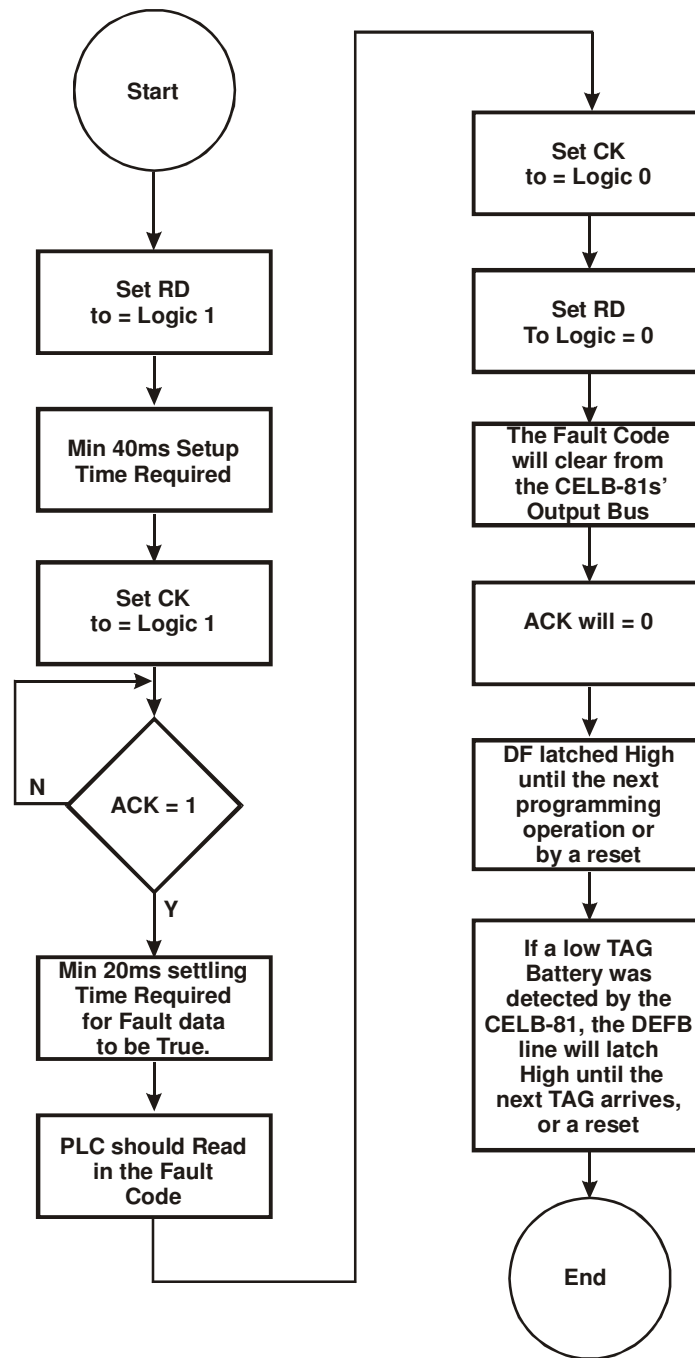 Start
Set RD
to = Logic 1
Min 40ms Setup
Time Required
Set CK
to = Logic 1
N
ACK = 1
Y
Min 20ms settling
Time Required
for Fault data
to be True.
PLC should Read
in the Fault
Code
Set CK
to = Logic 0
Set RD
To Logic = 0
The Fault Code
will clear from
the CELB-81s’
Output Bus
ACK will = 0
DF latched High
until the next
programming
operation or
by a reset
If a low TAG
Battery was
detected by the
CELB-81, the DEFB
line will latch
High until the
next TAG arrives,
or a reset
End